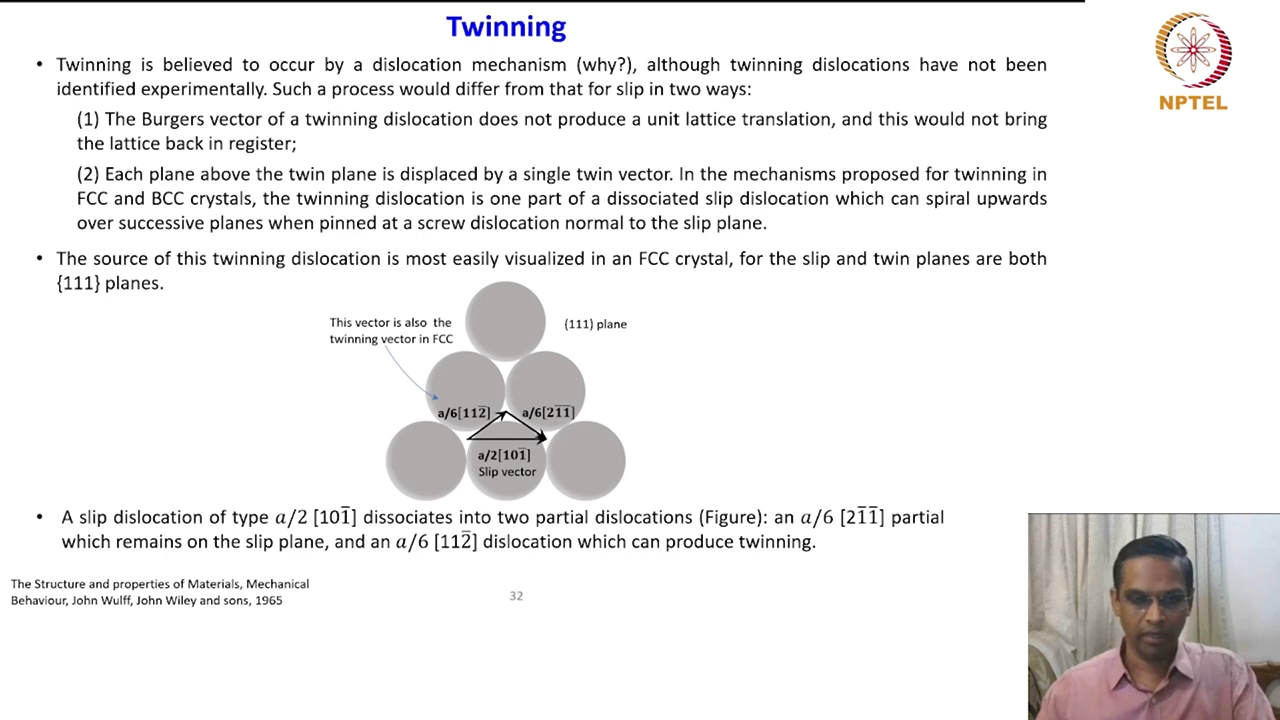 Twinning
NPTEL
• Twinning is believed to occur by a dislocation mechanism (why?), although twinning dislocations have not been
identified experimentally. Such a process would differ from that for slip in two ways:
(1) The Burgers vector of a twinning dislocation does not produce a unit lattice translation, and this would not bring
the lattice back in register;
(2) Each plane above the twin plane is displaced by a single twin vector. In the mechanisms proposed for twinning in
FCC and BCC crystals, the twinning dislocation is one part of a dissociated slip dislocation which can spiral upwards
over successive planes when pinned at a screw dislocation normal to the slip plane.
• The source of this twinning dislocation is most easily visualized in an FCC crystal, for the slip and twin planes are both
{111} planes.
This vector is also the
twinning vector in FCC
(111) plane
a/6[112̅]
a/6[21̅1̅]
a/2[101̅]
Slip vector
• A slip dislocation of type a/2 [101̅] dissociates into two partial dislocations (Figure): an a/6 [21̅1̅] partial
which remains on the slip plane, and an a/6 [112̅] dislocation which can produce twinning.
The Structure and properties of Materials, Mechanical
Behaviour, John Wulff, John Wiley and sons, 1965
32